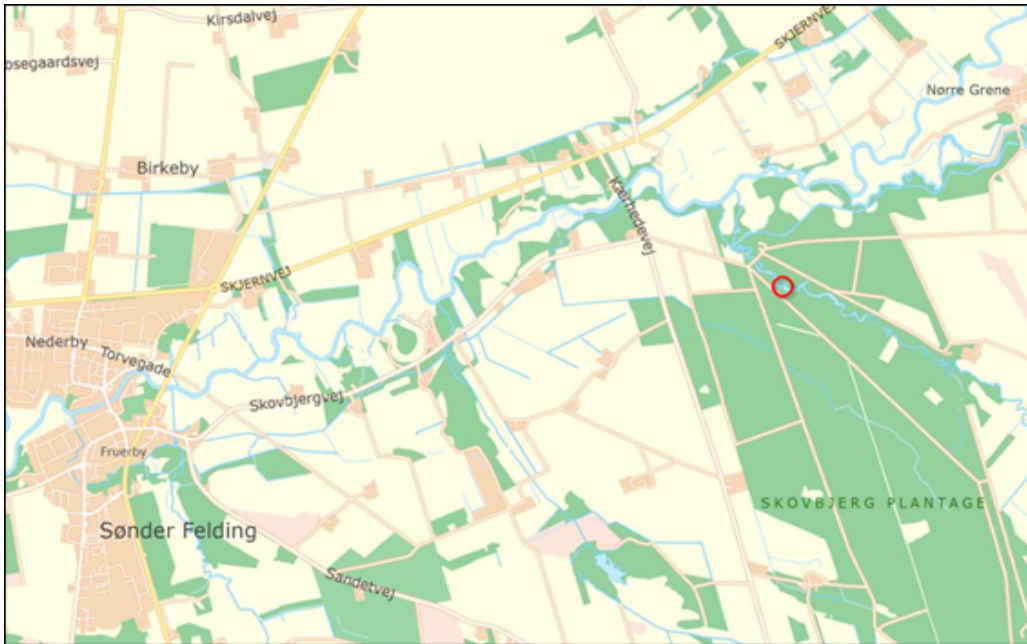 Kirsdalvej
SKJERNVEJ
osegaardsvej
Nørre Grene
Birkeby
Kærhedevej
SKJERNVEJ
Nederby
Torvegade
Skovbjergvej
Fruerby
SKOVBJERG PLANTAGE
Sønder Felding
Sandetvej